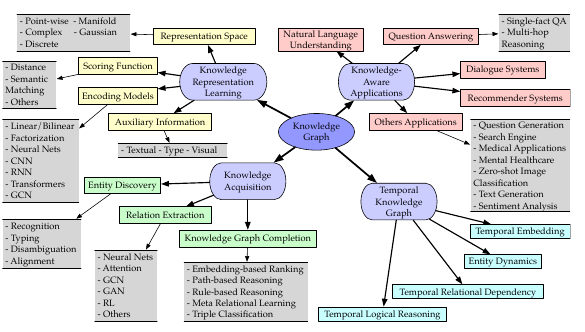 - Point-wise - Manifold
- Complex - Gaussian
- Discrete
Representation Space
Natural Language
Understanding
Question Answering
- Single-fact QA
- Multi-hop
Reasoning
Scoring Function
- Distance
- Semantic
Matching
- Others
Encoding Models
Knowledge
Representation
Learning
Knowledge-
Aware
Applications
Dialogue Systems
Recommender Systems
Auxiliary Information
- Textual - Type - Visual
Others Applications
- Linear/Bilinear
- Factorization
- Neural Nets
- CNN
- RNN
- Transformers
- GCN
Knowledge
Graph
- Question Generation
- Search Engine
- Medical Applications
- Mental Healthcare
- Zero-shot Image
Classification
- Text Generation
- Sentiment Analysis
Entity Discovery
Knowledge
Acquisition
Temporal
Knowledge
Graph
Relation Extraction
- Recognition
- Typing
- Disambiguation
- Alignment
Knowledge Graph Completion
Temporal Embedding
- Neural Nets
- Attention
- GCN
- GAN
- RL
- Others
- Embedding-based Ranking
- Path-based Reasoning
- Rule-based Reasoning
- Meta Relational Learning
- Triple Classification
Entity Dynamics
Temporal Relational Dependency
Temporal Logical Reasoning